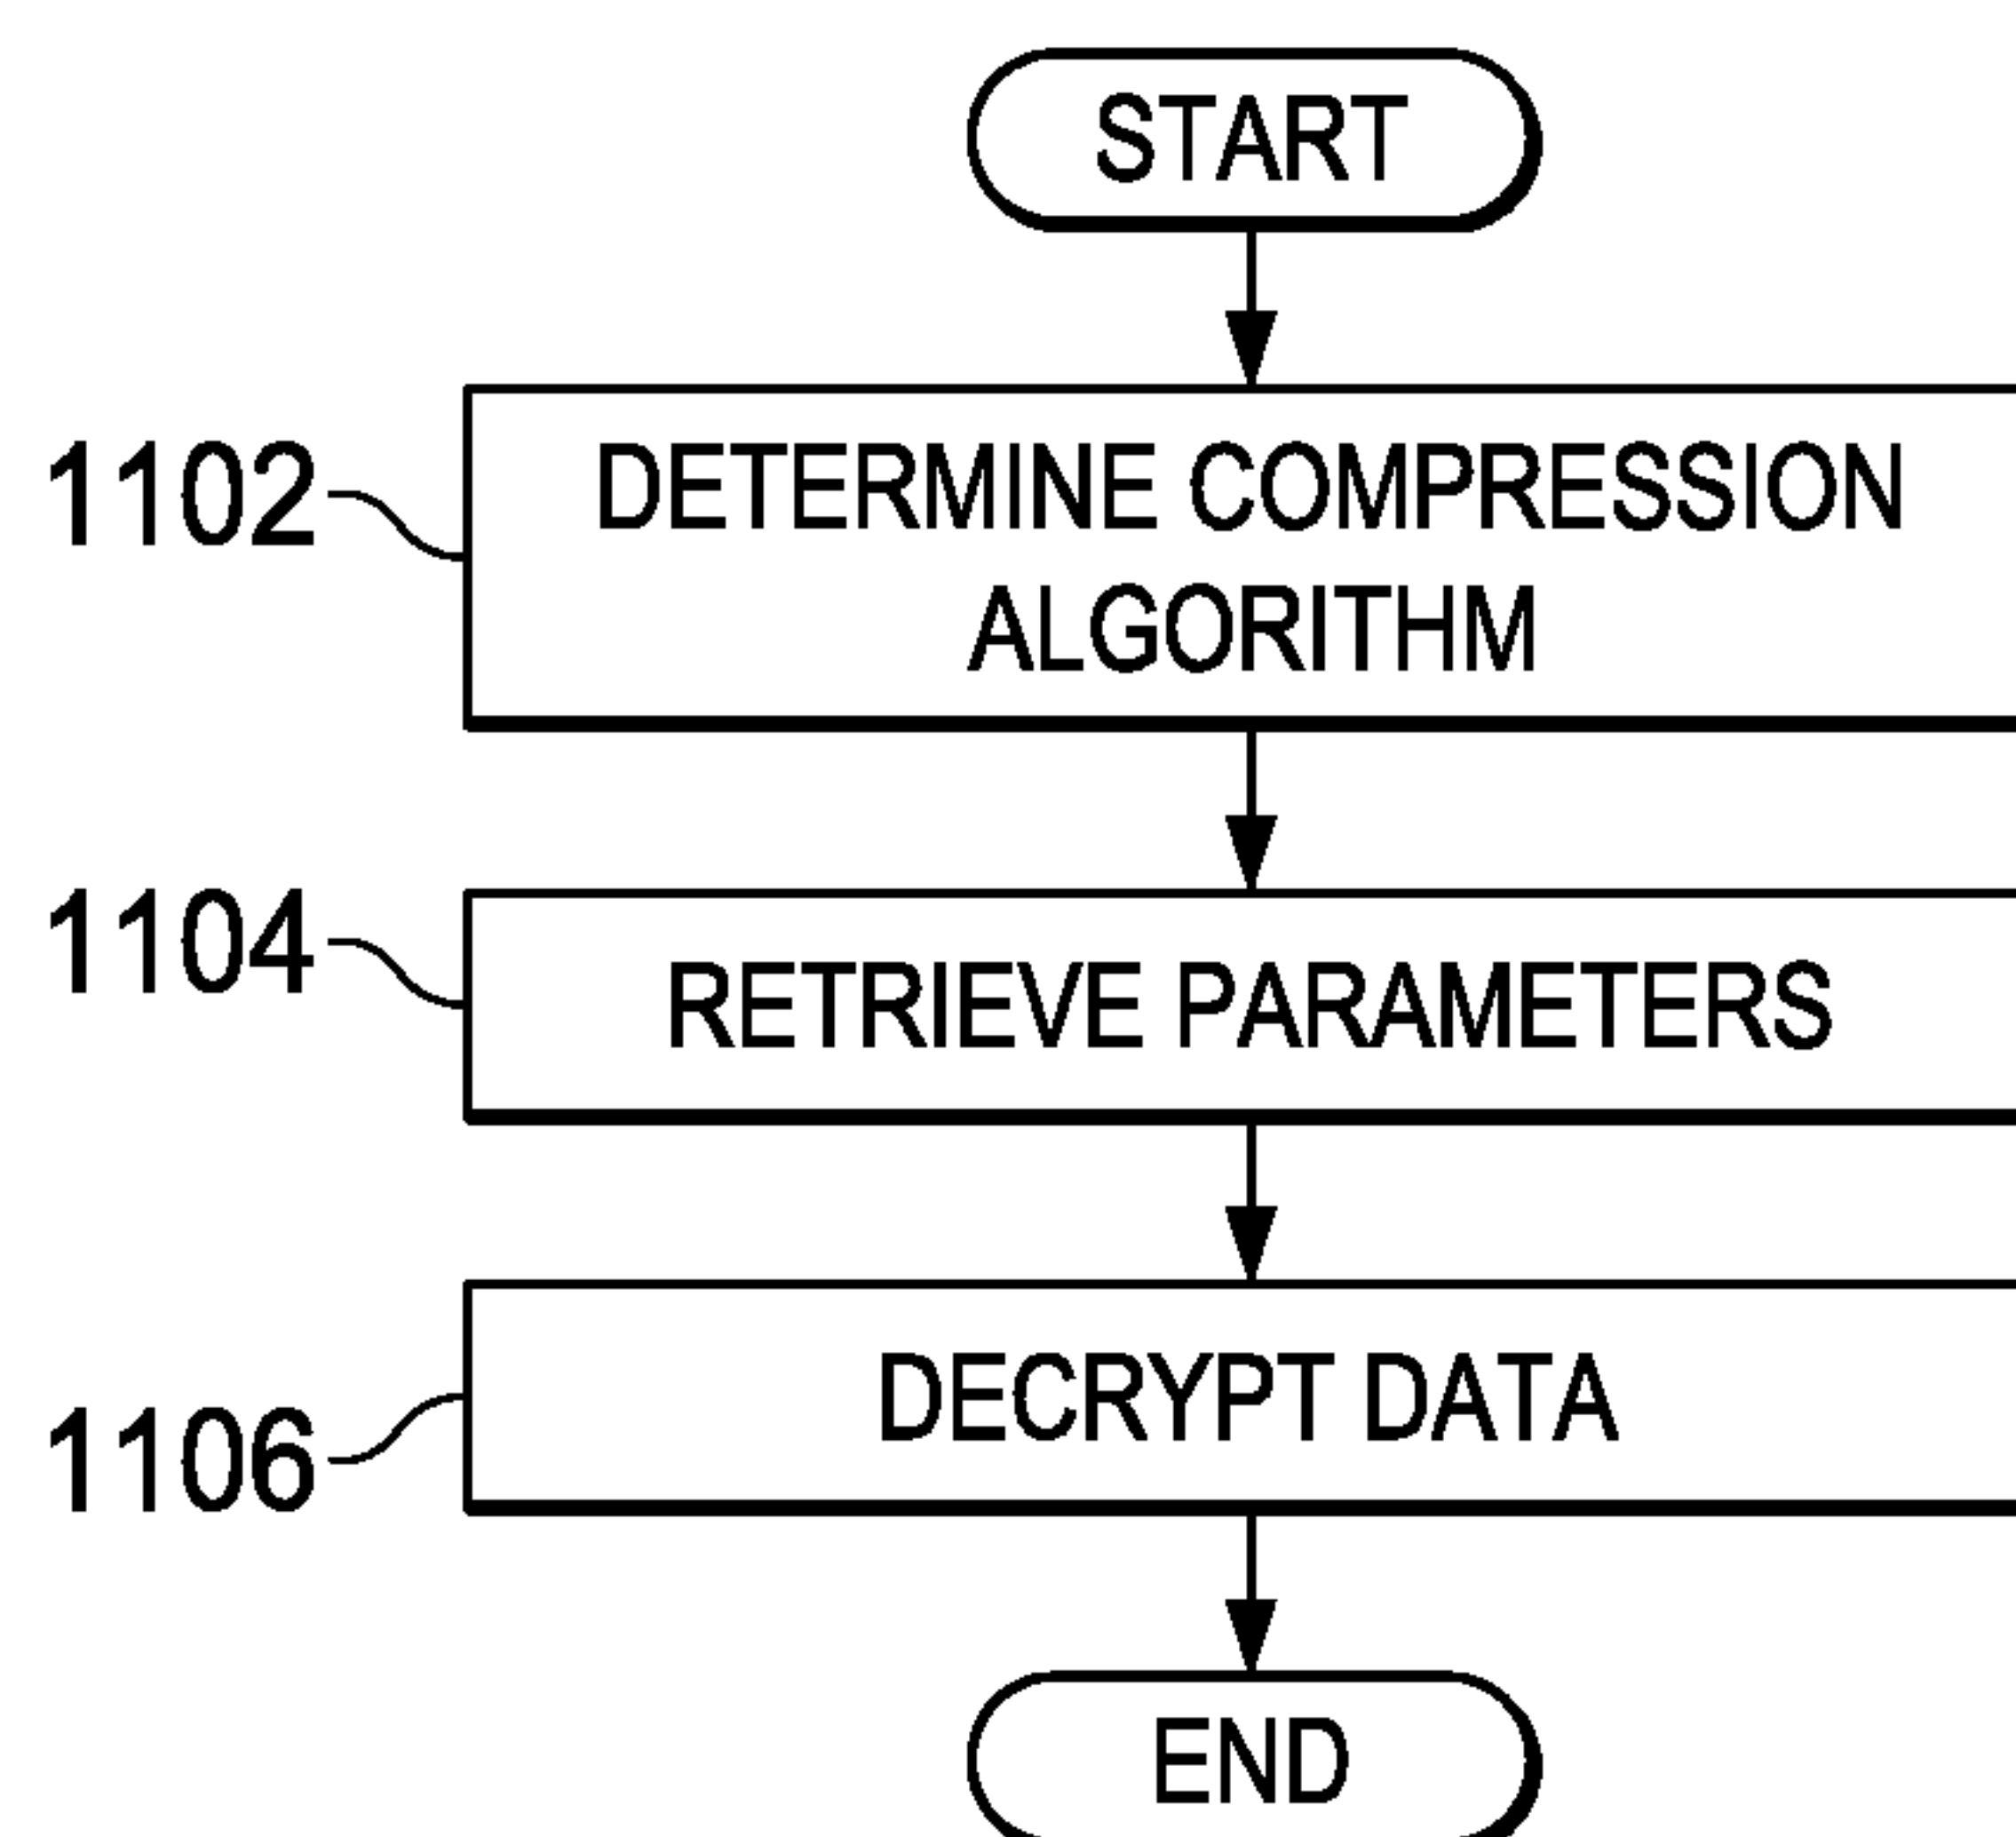 START
1102
DETERMINE COMPRESSION
ALGORITHM
1104
RETRIEVE PARAMETERS
1106
DECRYPT DATA
END